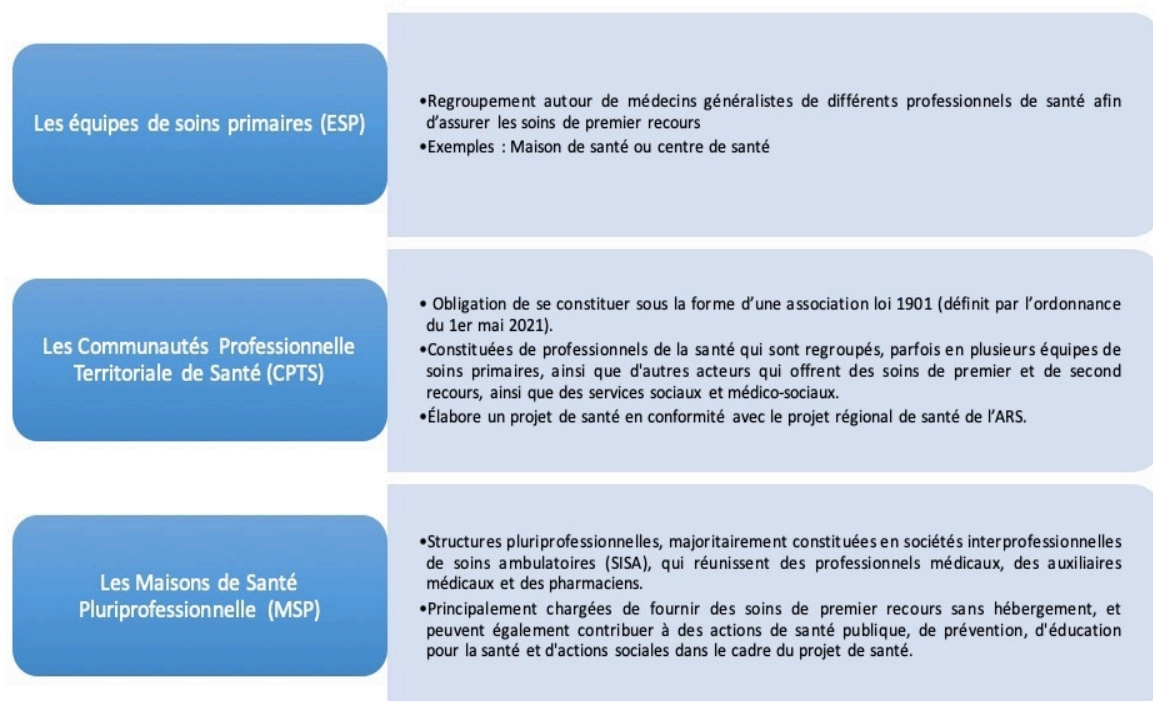 Les équipes de soins primaires (ESP)
•Regroupement autour de médecins généralistes de différents professionnels de santé afin
d'assurer les soins de premier recours
•Exemples : Maison de santé ou centre de santé
Les Communautés Professionnelle
Territoriale de Santé (CPTS)
• Obligation de se constituer sous la forme d'une association loi 1901 (définit par l'ordonnance
du 1er mai 2021).
•Constituées de professionnels de la santé qui sont regroupés, parfois en plusieurs équipes de
soins primaires, ainsi que d'autres acteurs qui offrent des soins de premier et de second
recours, ainsi que des services sociaux et médico-sociaux.
•Élabore un projet de santé en conformité avec le projet régional de santé de l'ARS.
Les Maisons de Santé
Pluriprofessionnelle (MSP)
•Structures pluriprofessionnelles, majoritairement constituées en sociétés interprofessionnelles
de soins ambulatoires (SISA), qui réunissent des professionnels médicaux, des auxiliaires
médicaux et des pharmaciens.
•Principalement chargées de fournir des soins de premier recours sans hébergement, et
peuvent également contribuer à des actions de santé publique, de prévention, d'éducation
pour la santé et d'actions sociales dans le cadre du projet de santé.